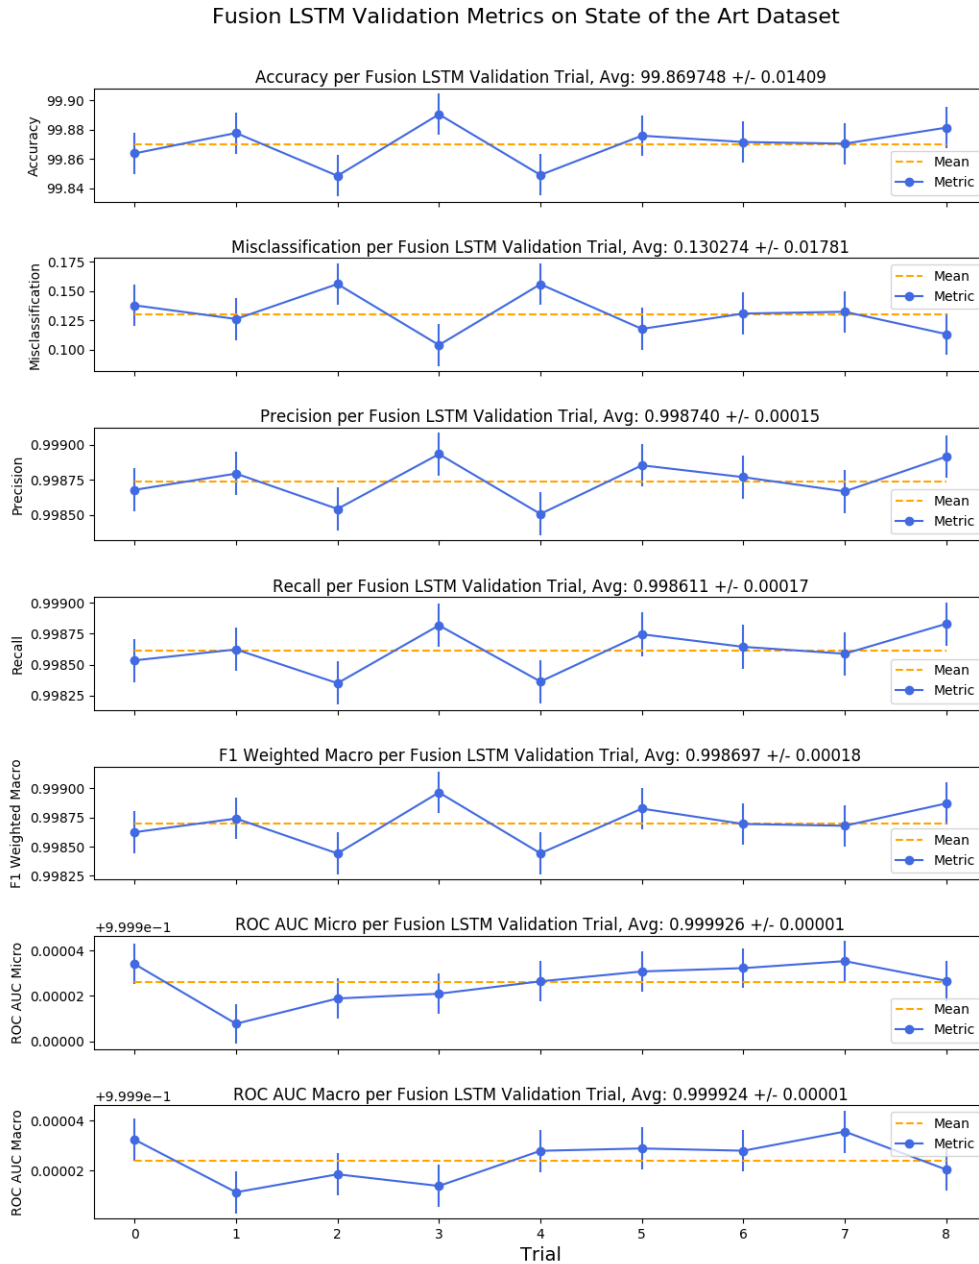 Fusion LSTM Validation Metrics on State of the Art Dataset
Accuracy per Fusion LSTM Validation Trial, Avg: 99.869748 +/- 0.01409
Accuracy
99.90
99.88
99.86
99.84
Mean
Metric
Misclassification per Fusion LSTM Validation Trial, Avg: 0.130274 +/- 0.01781
Misclassification
0.175
0.150
0.125
0.100
Mean
Metric
Precision per Fusion LSTM Validation Trial, Avg: 0.998740 +/- 0.00015
Precision
0.99900
0.99875
0.99850
Mean
Metric
Recall per Fusion LSTM Validation Trial, Avg: 0.998611 +/- 0.00017
Recall
0.99900
0.99875
0.99850
0.99825
Mean
Metric
F1 Weighted Macro per Fusion LSTM Validation Trial, Avg: 0.998697 +/- 0.00018
F1 Weighted Macro
0.99900
0.99875
0.99850
0.99825
Mean
Metric
+9.999e−1
ROC AUC Micro per Fusion LSTM Validation Trial, Avg: 0.999926 +/- 0.00001
ROC AUC Micro
0.00004
0.00002
0.00000
Mean
Metric
+9.999e−1
ROC AUC Macro per Fusion LSTM Validation Trial, Avg: 0.999924 +/- 0.00001
ROC AUC Macro
0.00004
0.00002
Mean
Metric
0 1 2 3 4 5 6 7 8
Trial